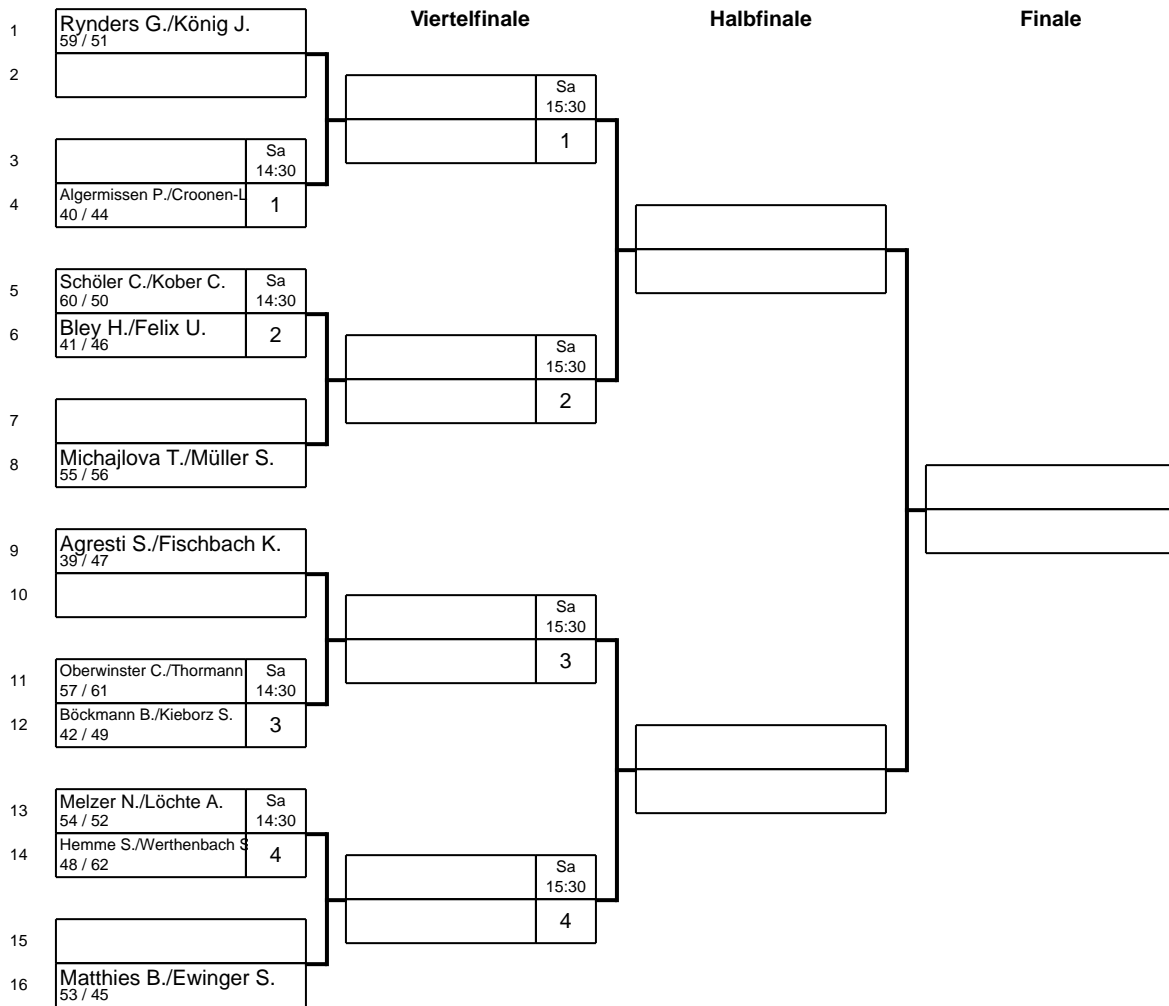 Viertelfinale
Halbfinale
Finale
1
Rynders G./König J.
59 / 51
2
Sa
15:30
1
3
Sa
14:30
4
Algermissen P./Croonen-L
40 / 44
1
5
Schöler C./Kober C.
60 / 50
Sa
14:30
6
Bley H./Felix U.
41 / 46
2
Sa
15:30
2
7
8
Michajlova T./Müller S.
55 / 56
9
Agresti S./Fischbach K.
39 / 47
10
Sa
15:30
3
11
Oberwinster C./Thormann
57 / 61
Sa
14:30
12
Böckmann B./Kieborz S.
42 / 49
3
13
Melzer N./Löchte A.
54 / 52
Sa
14:30
14
Hemme S./Werthenbach S
48 / 62
4
Sa
15:30
4
15
16
Matthies B./Ewinger S.
53 / 45